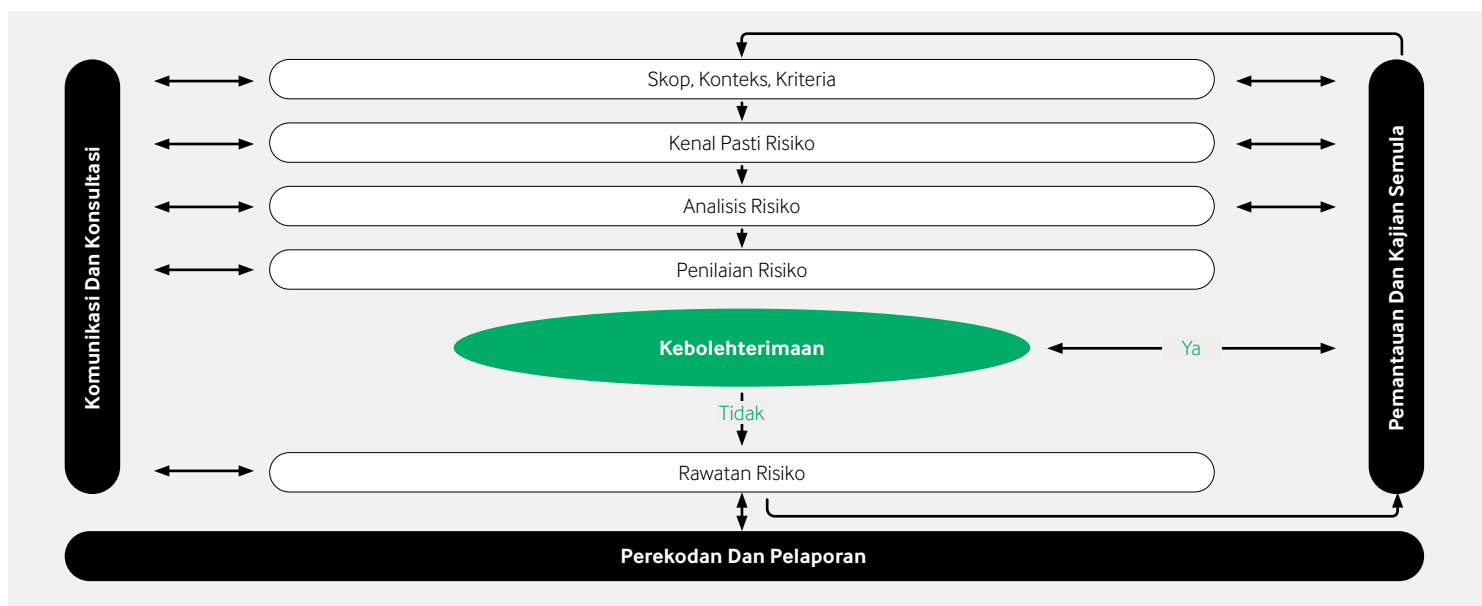 Skop, Konteks, Kriteria
Kenal Pasti Risiko
Analisis Risiko
Penilaian Risiko
Kebolehterimaan
Ya
Tidak
Rawatan Risiko
Perekodan Dan Pelaporan
Komunikasi Dan Konsultasi
Pemantauan Dan Kajian Semula